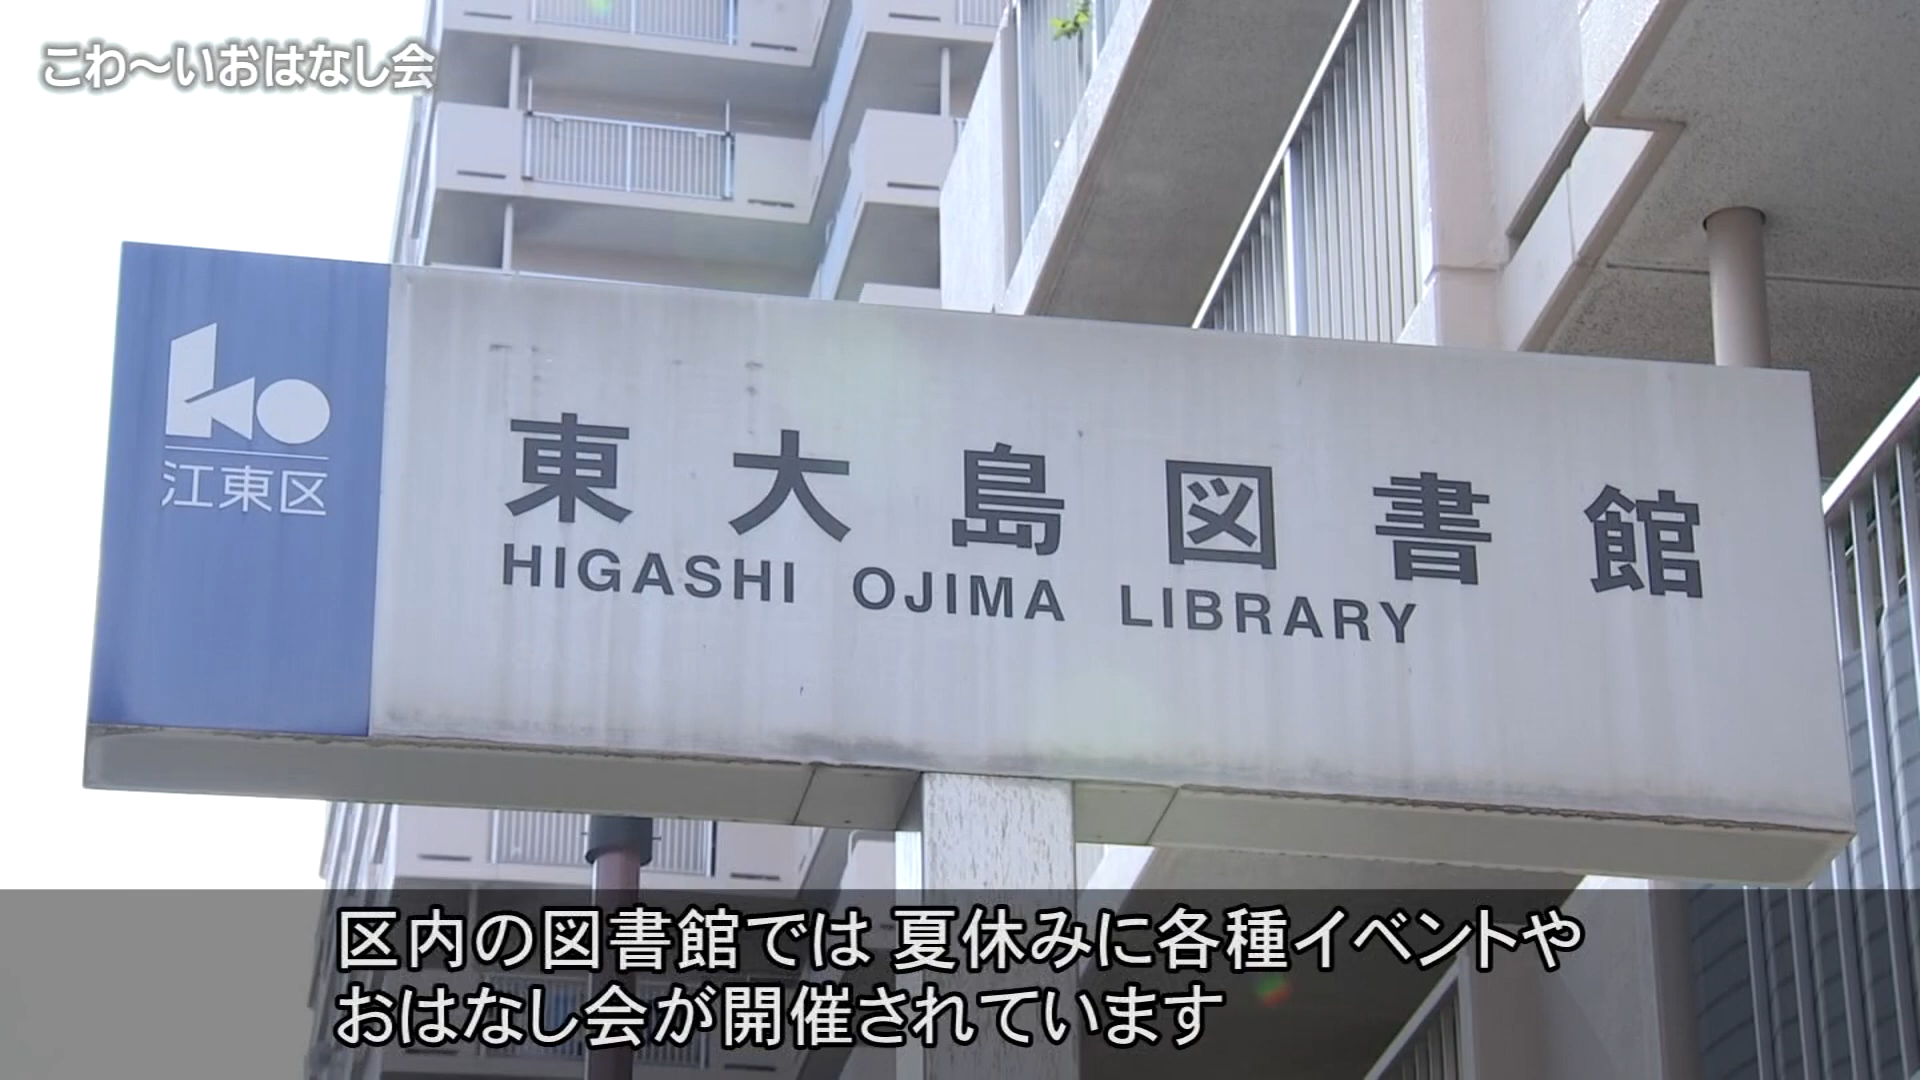 こわ～いおはなし会
江東区
東大島図書館
HIGASHI OJIMA LIBRARY
区内の図書館では 夏休みに各種イベントや
おはなし会が開催されています